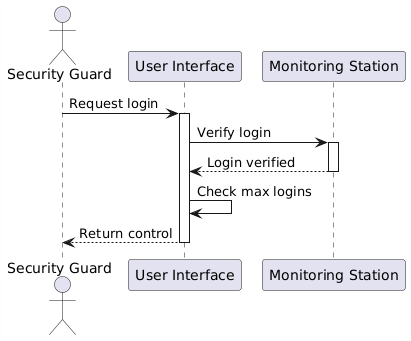 Security Guard
User Interface
Monitoring Station
Request login
Verify login
Login verified
Check max logins
Return control
Security Guard
User Interface
Monitoring Station